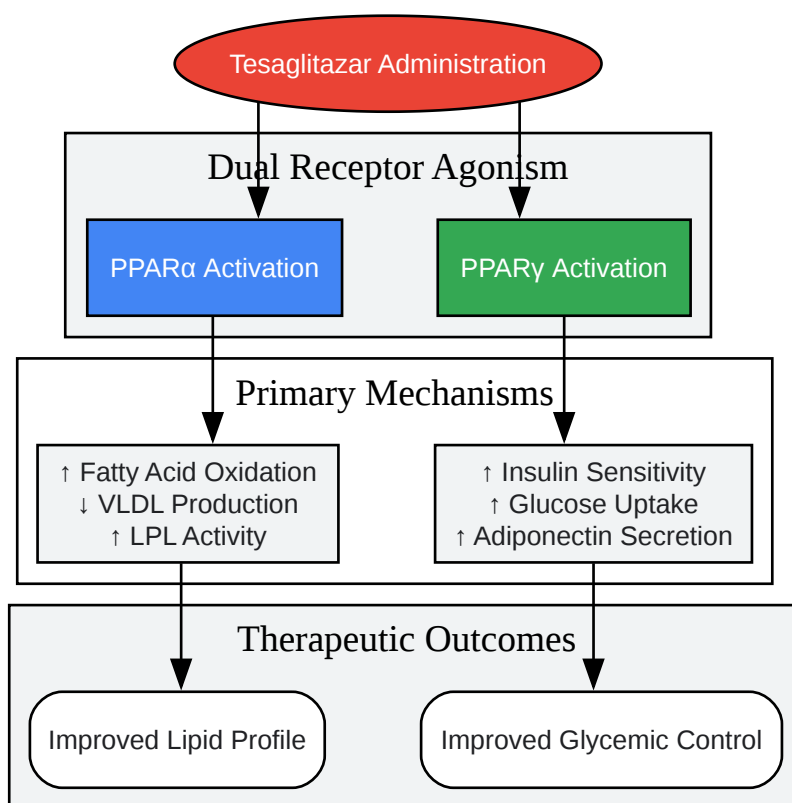 Tesaglitazar Administration
Dual Receptor Agonism
PPARα Activation
PPARγ Activation
Primary Mechanisms
↑ Fatty Acid Oxidation
↓ VLDL Production
↑ LPL Activity
↑ Insulin Sensitivity
↑ Glucose Uptake
↑ Adiponectin Secretion
Therapeutic Outcomes
Improved Lipid Profile
Improved Glycemic Control